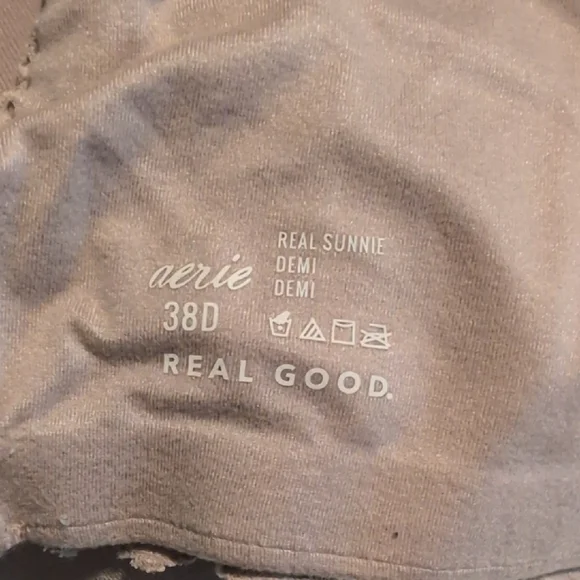 aerie
38D
REAL SUNNIE
DEMI
DEMI
REAL GOOD.